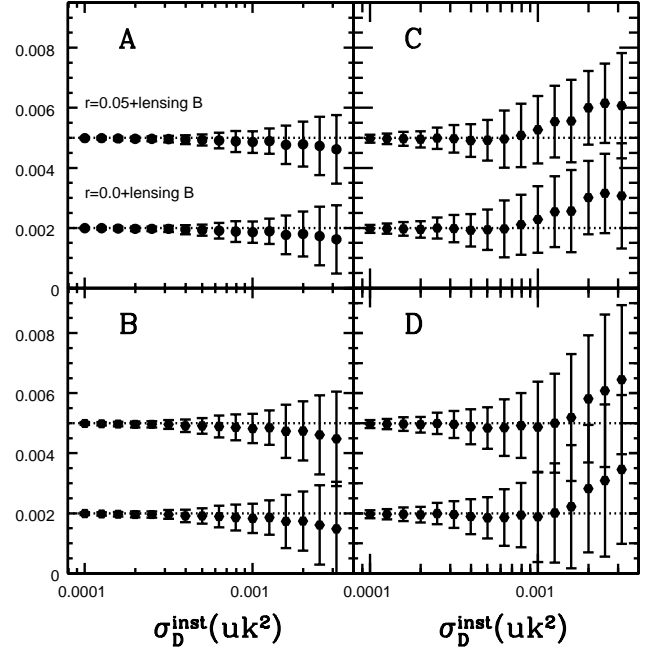 A
C
0.008
r=0.05+lensing B
0.006
0.004
r=0.0+lensing B
0.002
0
B
D
0.008
0.006
0.004
0.002
0
0.0001 0.001 0.0001 0.001
σ_D^inst(uk²) σ_D^inst(uk²)